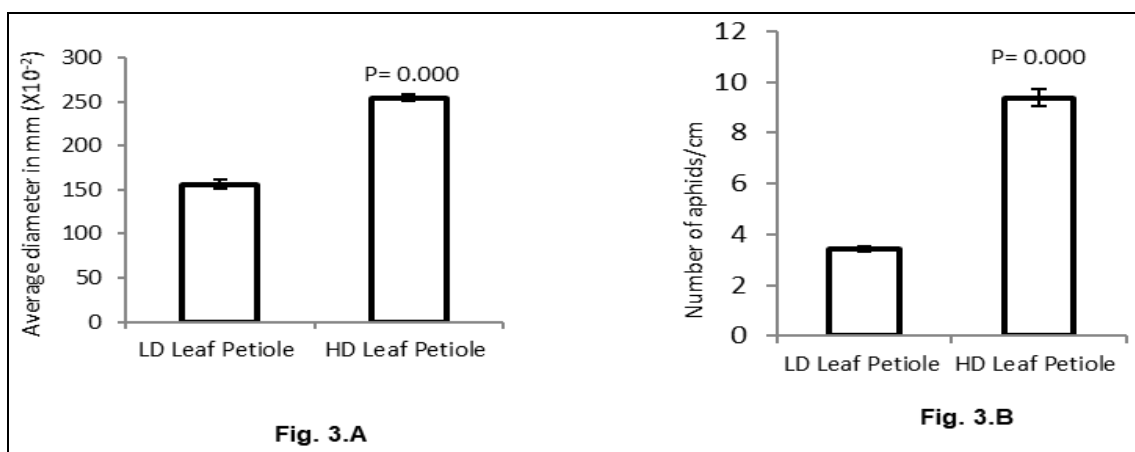 Average diameter in mm (X10⁻²)
300
250
200
150
100
50
0
P= 0.000
LD Leaf Petiole HD Leaf Petiole
Fig. 3.A
Number of aphids/cm
12
10
8
6
4
2
0
P= 0.000
LD Leaf Petiole HD Leaf Petiole
Fig. 3.B